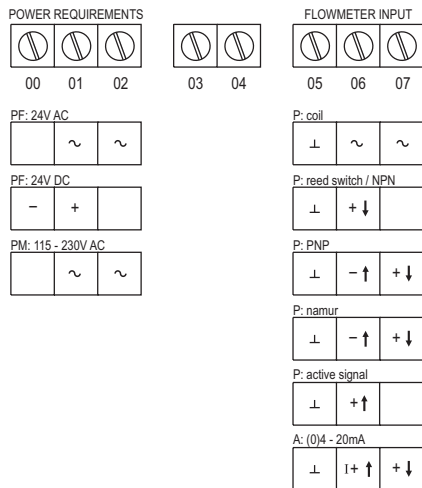 POWER REQUIREMENTS
00 01 02
PF: 24V AC
~ ~
PF: 24V DC
− +
PM: 115 - 230V AC
~ ~
03 04
FLOWMETER INPUT
05 06 07
P: coil
⊥ ~ ~
P: reed switch / NPN
⊥ + ↓
P: PNP
⊥ − ↑ + ↓
P: namur
⊥ − ↑ + ↓
P: active signal
⊥ + ↑
A: (0)4 - 20mA
⊥ I+ ↑ + ↓